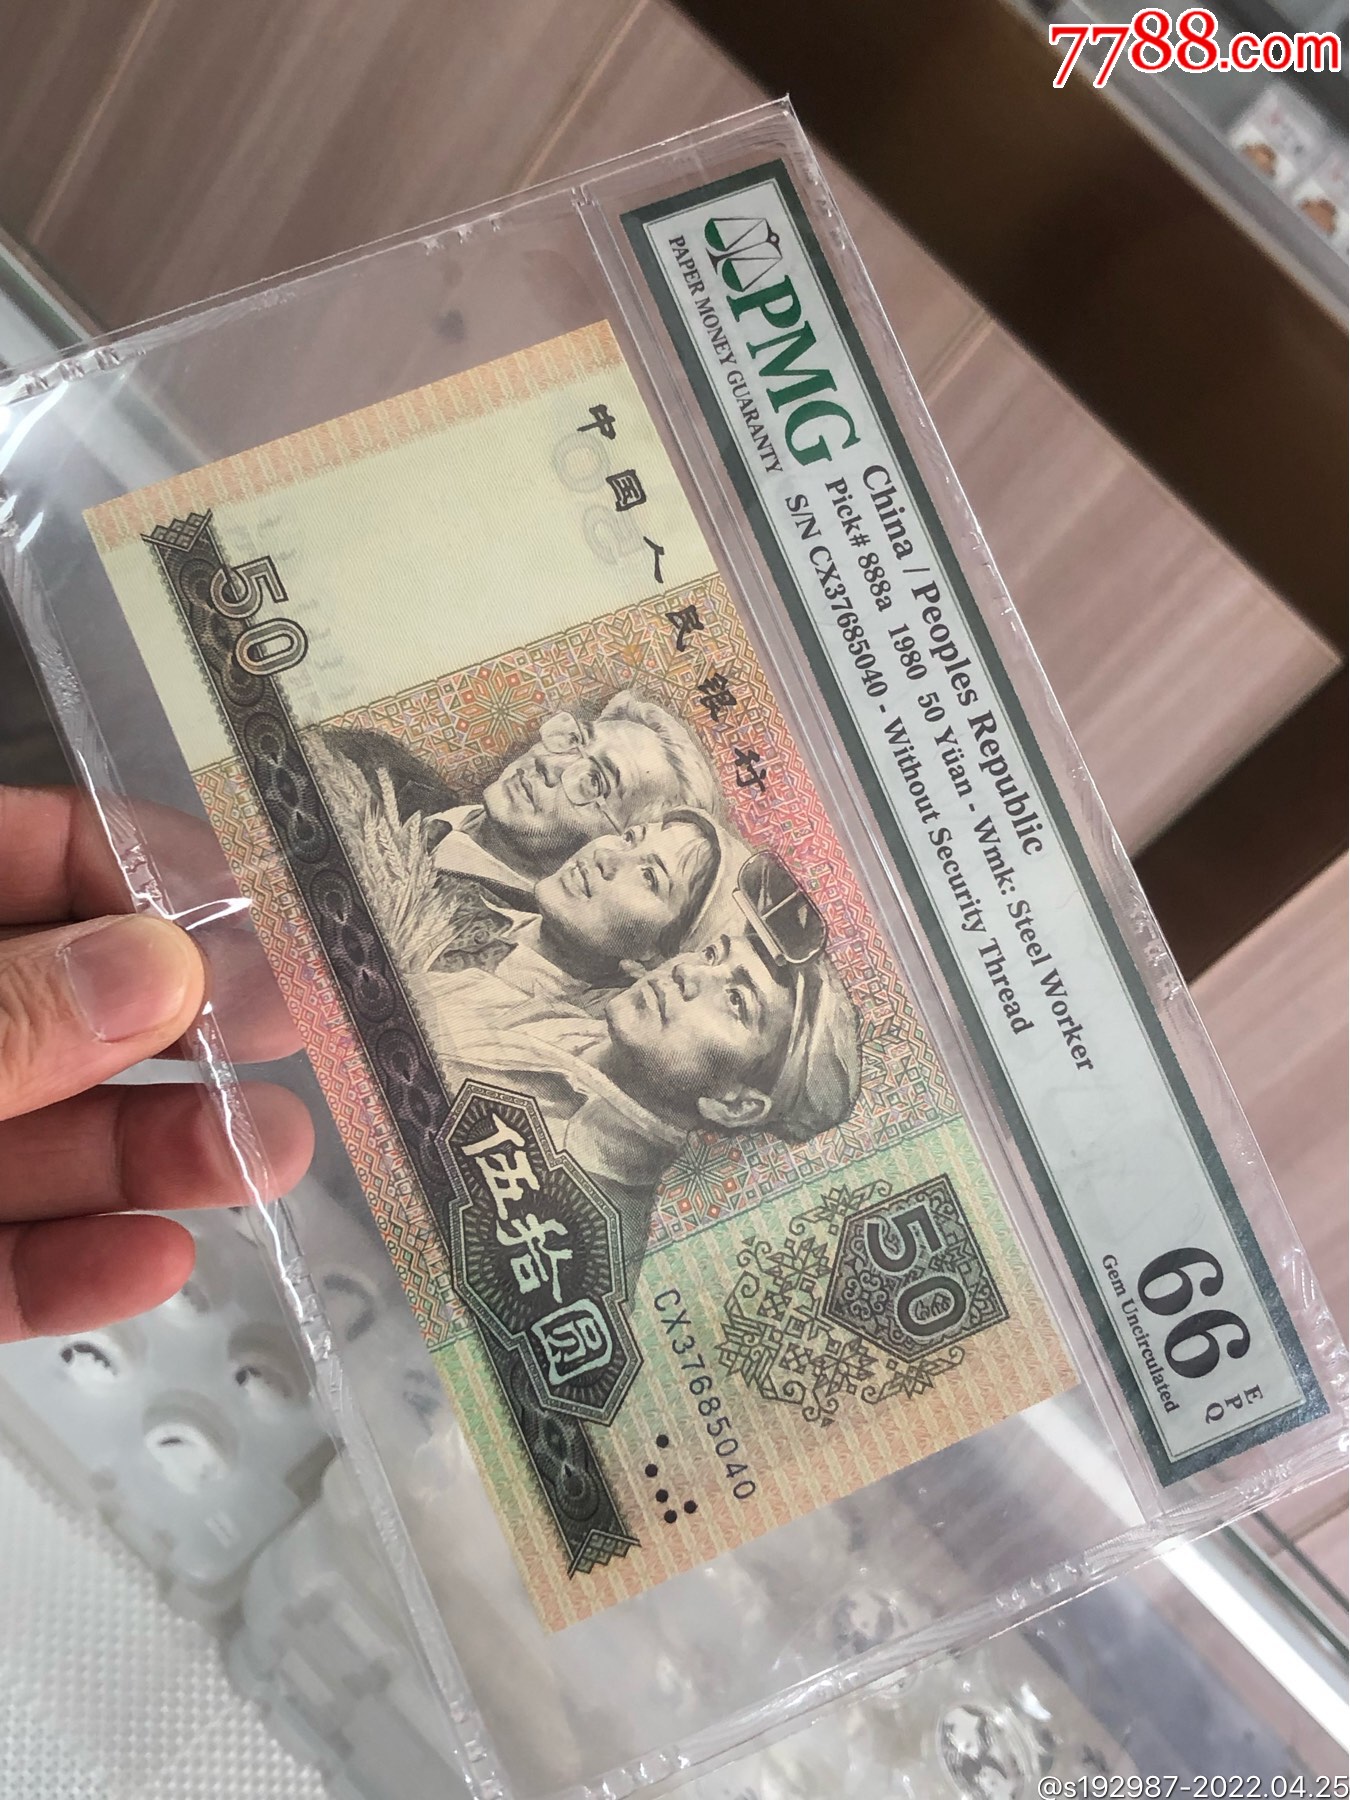 7788.com
PMG
PAPER MONEY GUARANTY
China / Peoples Republic
Pick# 888a 1980 50 Yüan - Wmk: Steel Worker
S/N CX37685040 - Without Security Thread
66 EPQ
Gem Uncirculated
中国人民银行
50
伍拾圆
50
CX37685040
@s192987-2022.04.25